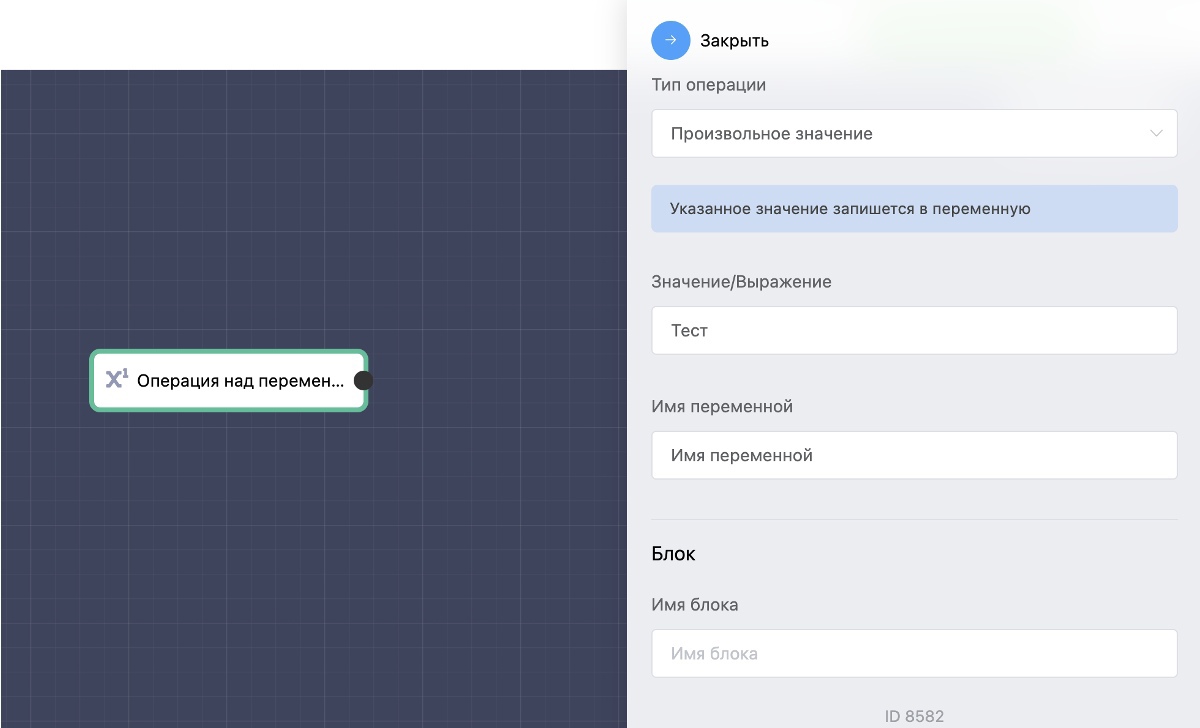 Закрыть
Тип операции
Произвольное значение
Указанное значение запишется в переменную
Значение/Выражение
Тест
X¹ Операция над перемен...
Имя переменной
Имя переменной
Блок
Имя блока
Имя блока
ID 8582